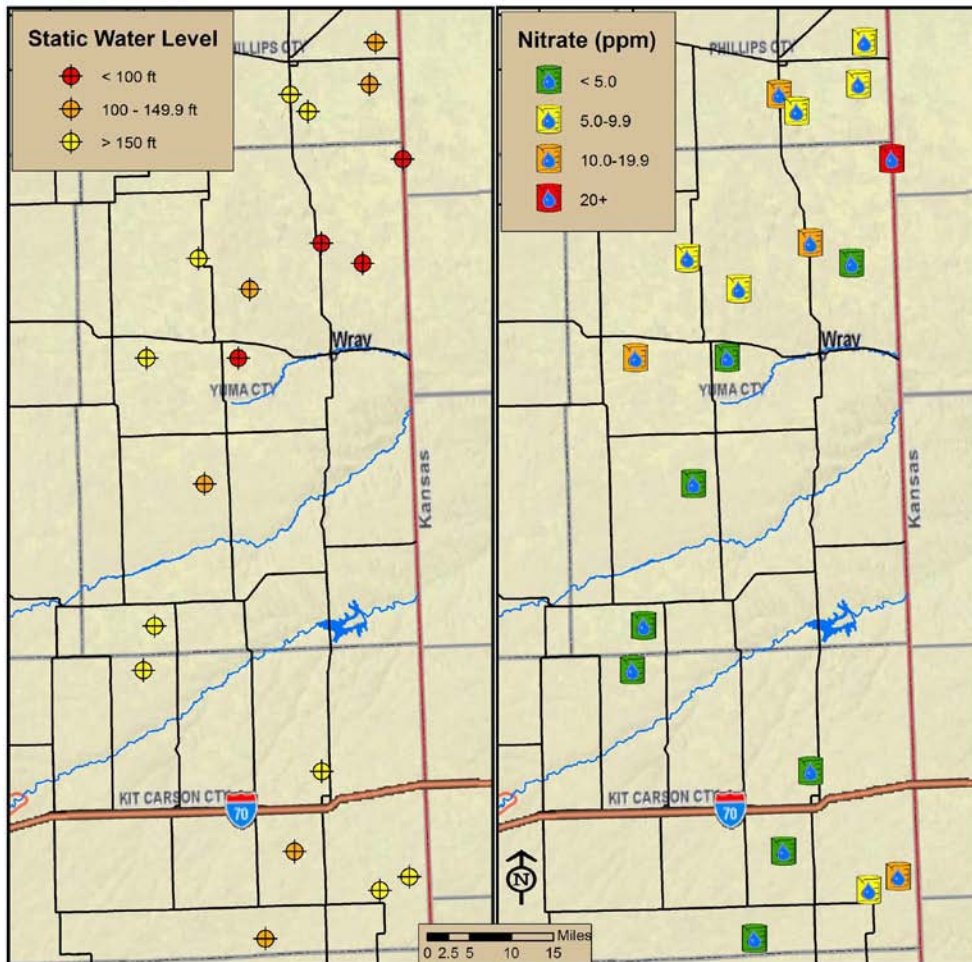 Static Water Level
< 100 ft
100 - 149.9 ft
> 150 ft
PHILLIPS CTY
Wray
YUMA CTY
Kansas
KIT CARSON CTY
70
Nitrate (ppm)
< 5.0
5.0-9.9
10.0-19.9
20+
PHILLIPS CTY
Wray
YUMA CTY
Kansas
KIT CARSON CTY
70
N
Miles
0 2.5 5 10 15